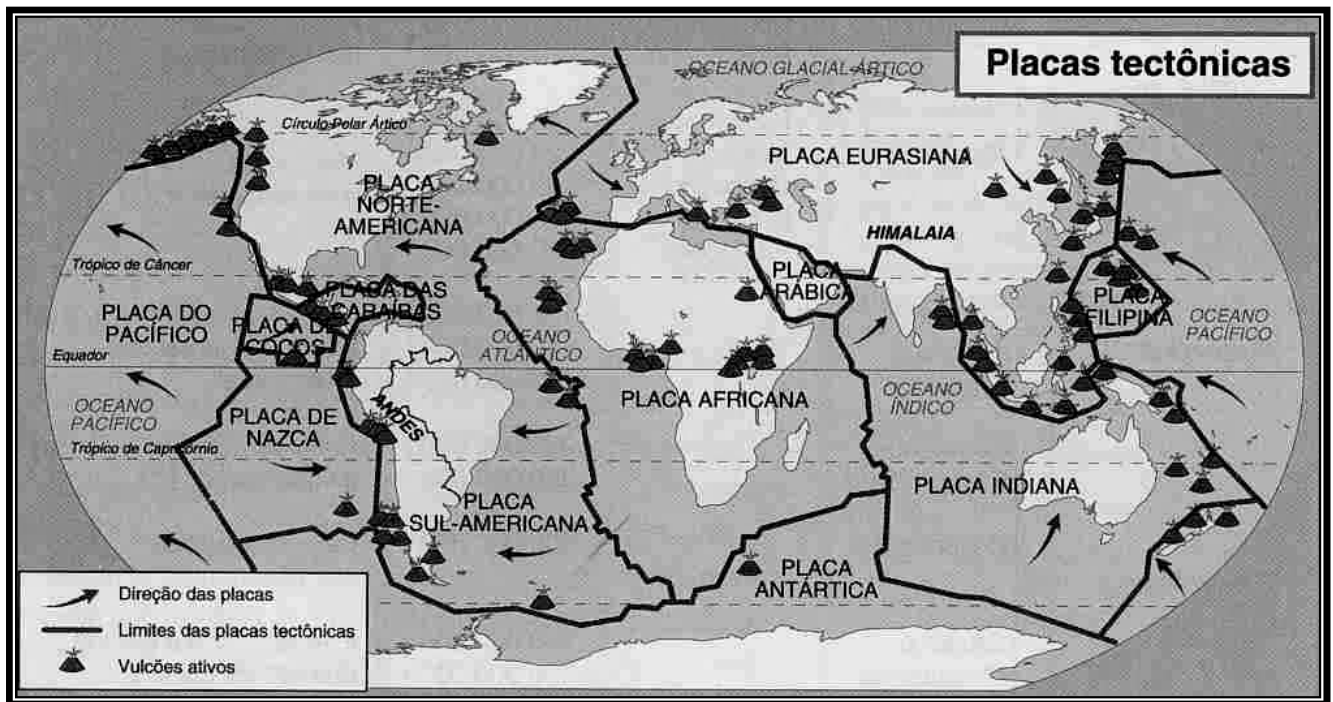 Placas tectônicas
OCEANO GLACIAL ÁRTICO
Círculo Polar Ártico
PLACA EURASIANA
PLACA
NORTE-
AMERICANA
HIMALAIA
Trópico de Câncer
PLACA DAS
CARAÍBAS
PLACA
ARÁBICA
PLACA
FILIPINA
PLACA DO
PACÍFICO
PLACA DE
COCOS
OCEANO
ATLÂNTICO
OCEANO
PACÍFICO
Equador
OCEANO
PACÍFICO
PLACA DE
NAZCA
ANDES
PLACA AFRICANA
OCEANO
ÍNDICO
Trópico de Capricórnio
PLACA
SUL-AMERICANA
PLACA INDIANA
PLACA
ANTÁRTICA
Direção das placas
Limites das placas tectônicas
Vulcões ativos